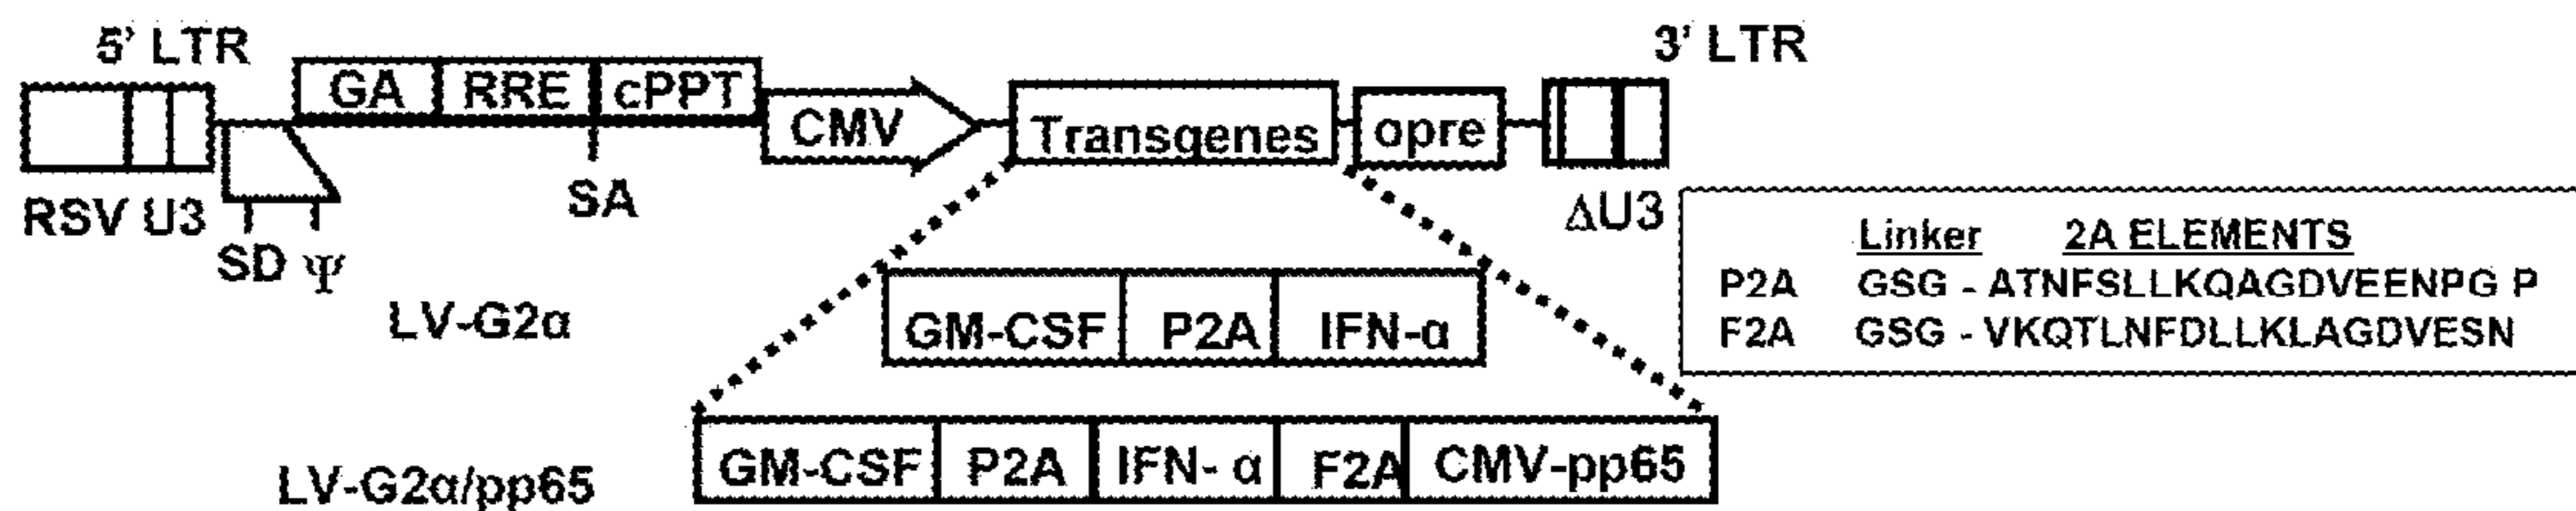 5' LTR
3' LTR
GA RRE cPPT
CMV Transgenes opre
RSV U3
SD Ψ
SA
ΔU3
Linker 2A ELEMENTS
P2A GSG - ATNFSLLKQAGDVEENPG P
F2A GSG - VKQTLNFDLLKLAGDVESN
LV-G2α
GM-CSF P2A IFN-α
LV-G2α/pp65
GM-CSF P2A IFN- α F2A CMV-pp65